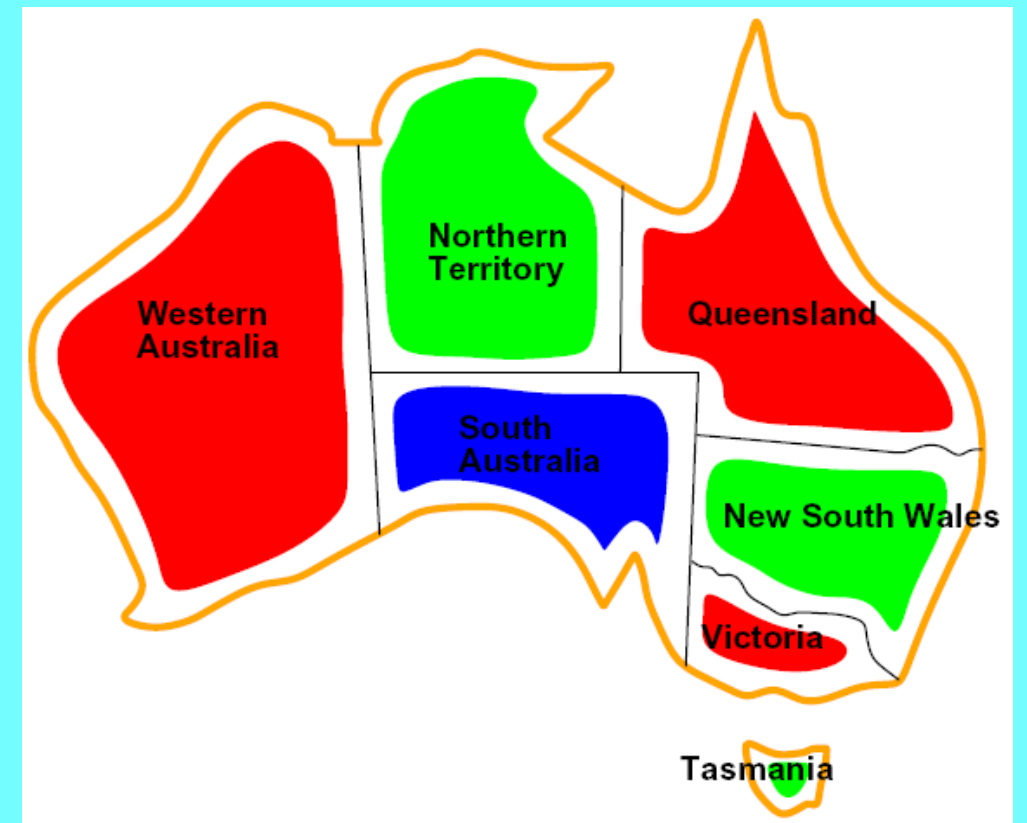 Northern
Territory
Western
Australia
Queensland
South
Australia
New South Wales
Victoria
Tasmania